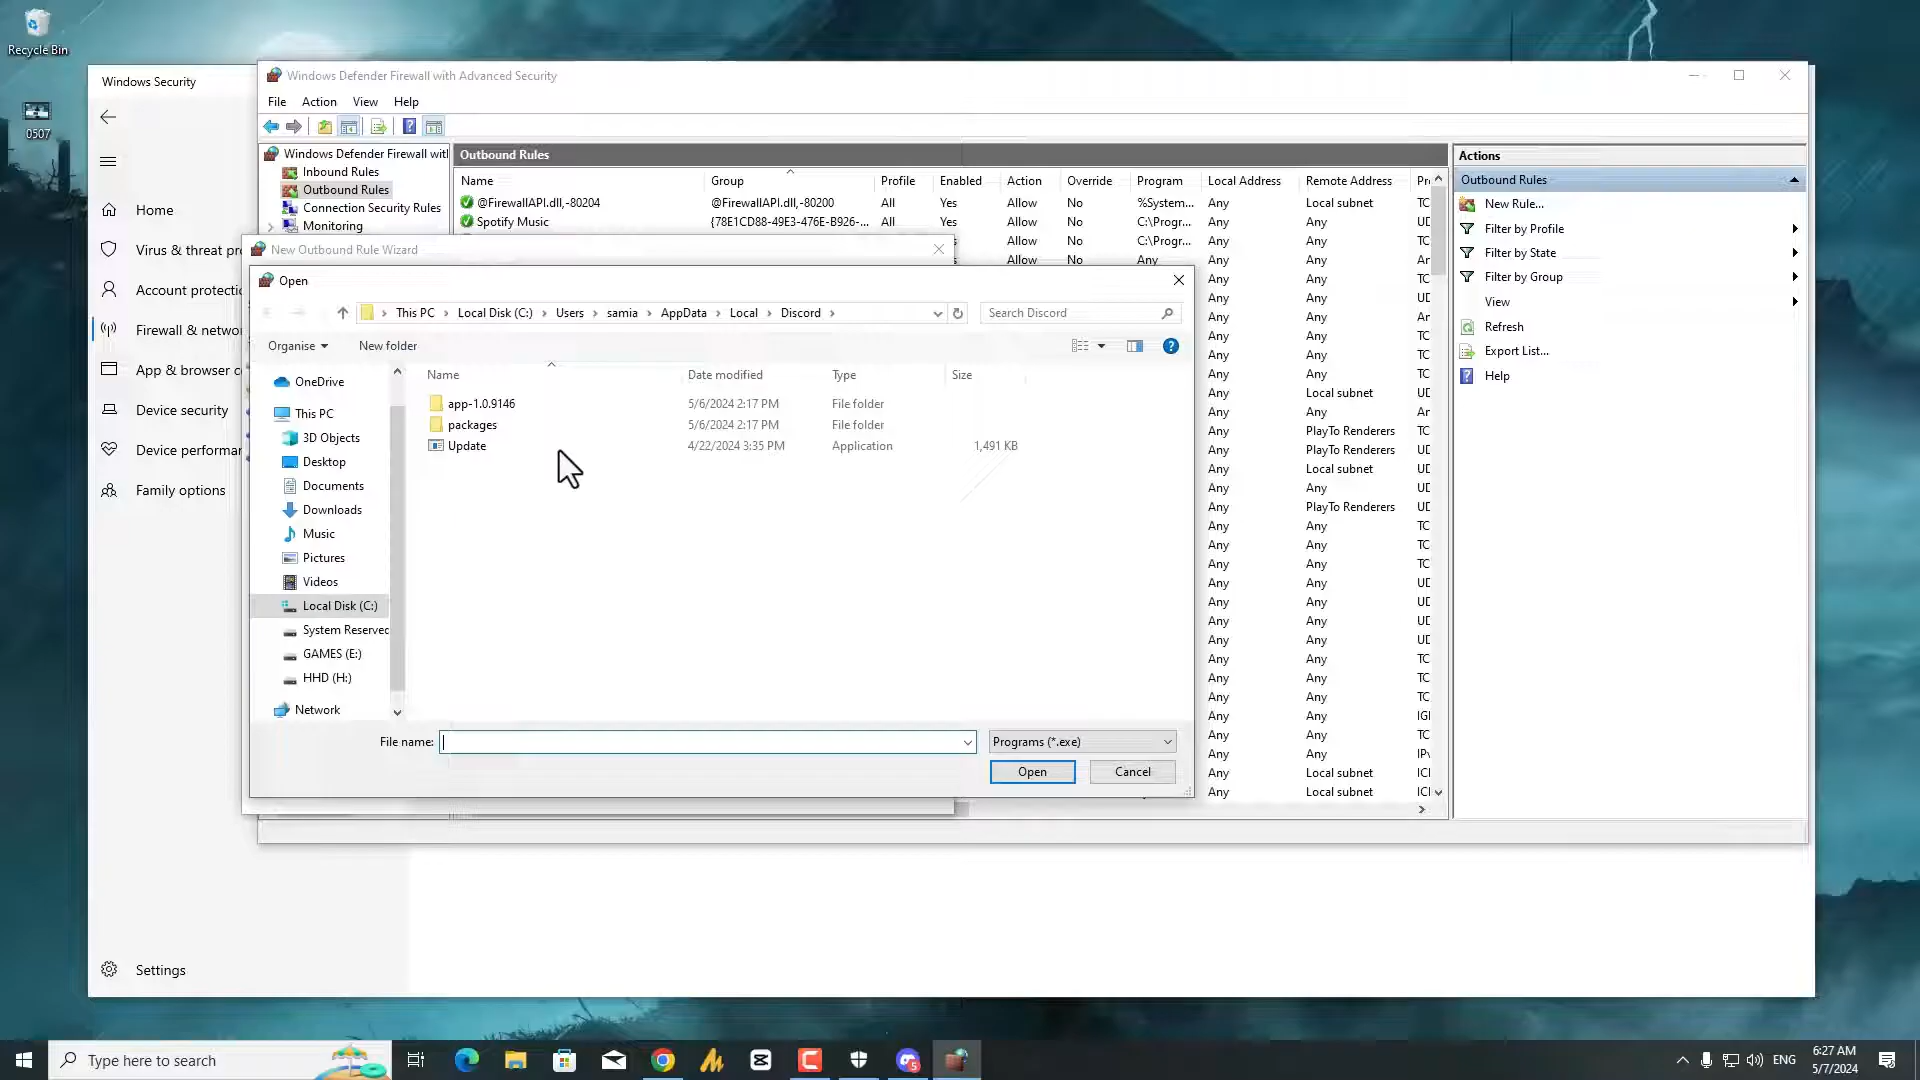 Recycle Bin
0507
Windows Security
Home
Virus & threat pr
Account protecti
Firewall & netwo
App & browser c
Device security
Device performa
Family options
Settings
Windows Defender Firewall with Advanced Security
File Action View Help
Windows Defender Firewall wit
Inbound Rules
Outbound Rules
Connection Security Rules
Monitoring
Outbound Rules
Name Group Profile Enabled Action Override Program Local Address Remote Address Pr
@FirewallAPI.dll,-80204 @FirewallAPI.dll,-80200 All Yes Allow No %System... Any Local subnet TC
Spotify Music {78E1CD88-49E3-476E-B926-... All Yes Allow No C:\Progr... Any Any UD
s Allow No C:\Progr... Any Any TC
s Allow No Any Any Any Ar
Any Any TC
Any Any UD
Any Any Ar
Any Any TC
Any Any TC
Any Any TC
Any Local subnet UD
Any Any Ar
Any PlayTo Renderers TC
Any PlayTo Renderers UD
Any Local subnet TC
Any Any UD
Any PlayTo Renderers UD
Any Any TC
Any Any TC
Any Any TC
Any Any UD
Any Any UD
Any Any UD
Any Any UD
Any Any TC
Any Any TC
Any Any TC
Any Any IGI
Any Any TC
Any Any IPv
Any Local subnet ICI
Any Local subnet ICI
Actions
Outbound Rules
New Rule...
Filter by Profile
Filter by State
Filter by Group
View
Refresh
Export List...
Help
New Outbound Rule Wizard
Open
This PC Local Disk (C:) Users samia AppData Local Discord
Search Discord
Organise New folder
OneDrive
This PC
3D Objects
Desktop
Documents
Downloads
Music
Pictures
Videos
Local Disk (C:)
System Reserved
GAMES (E:)
HHD (H:)
Network
Name Date modified Type Size
app-1.0.9146 5/6/2024 2:17 PM File folder
packages 5/6/2024 2:17 PM File folder
Update 4/22/2024 3:35 PM Application 1,491 KB
File name: Programs (*.exe)
Open Cancel
Type here to search
5
ENG
6:27 AM
5/7/2024